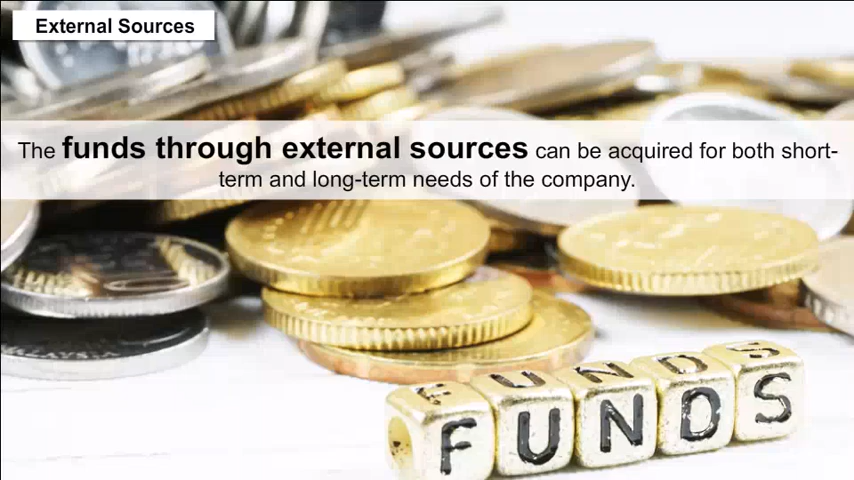 External Sources
The funds through external sources can be acquired for both short-
term and long-term needs of the company.
FUNDS
FUNDS